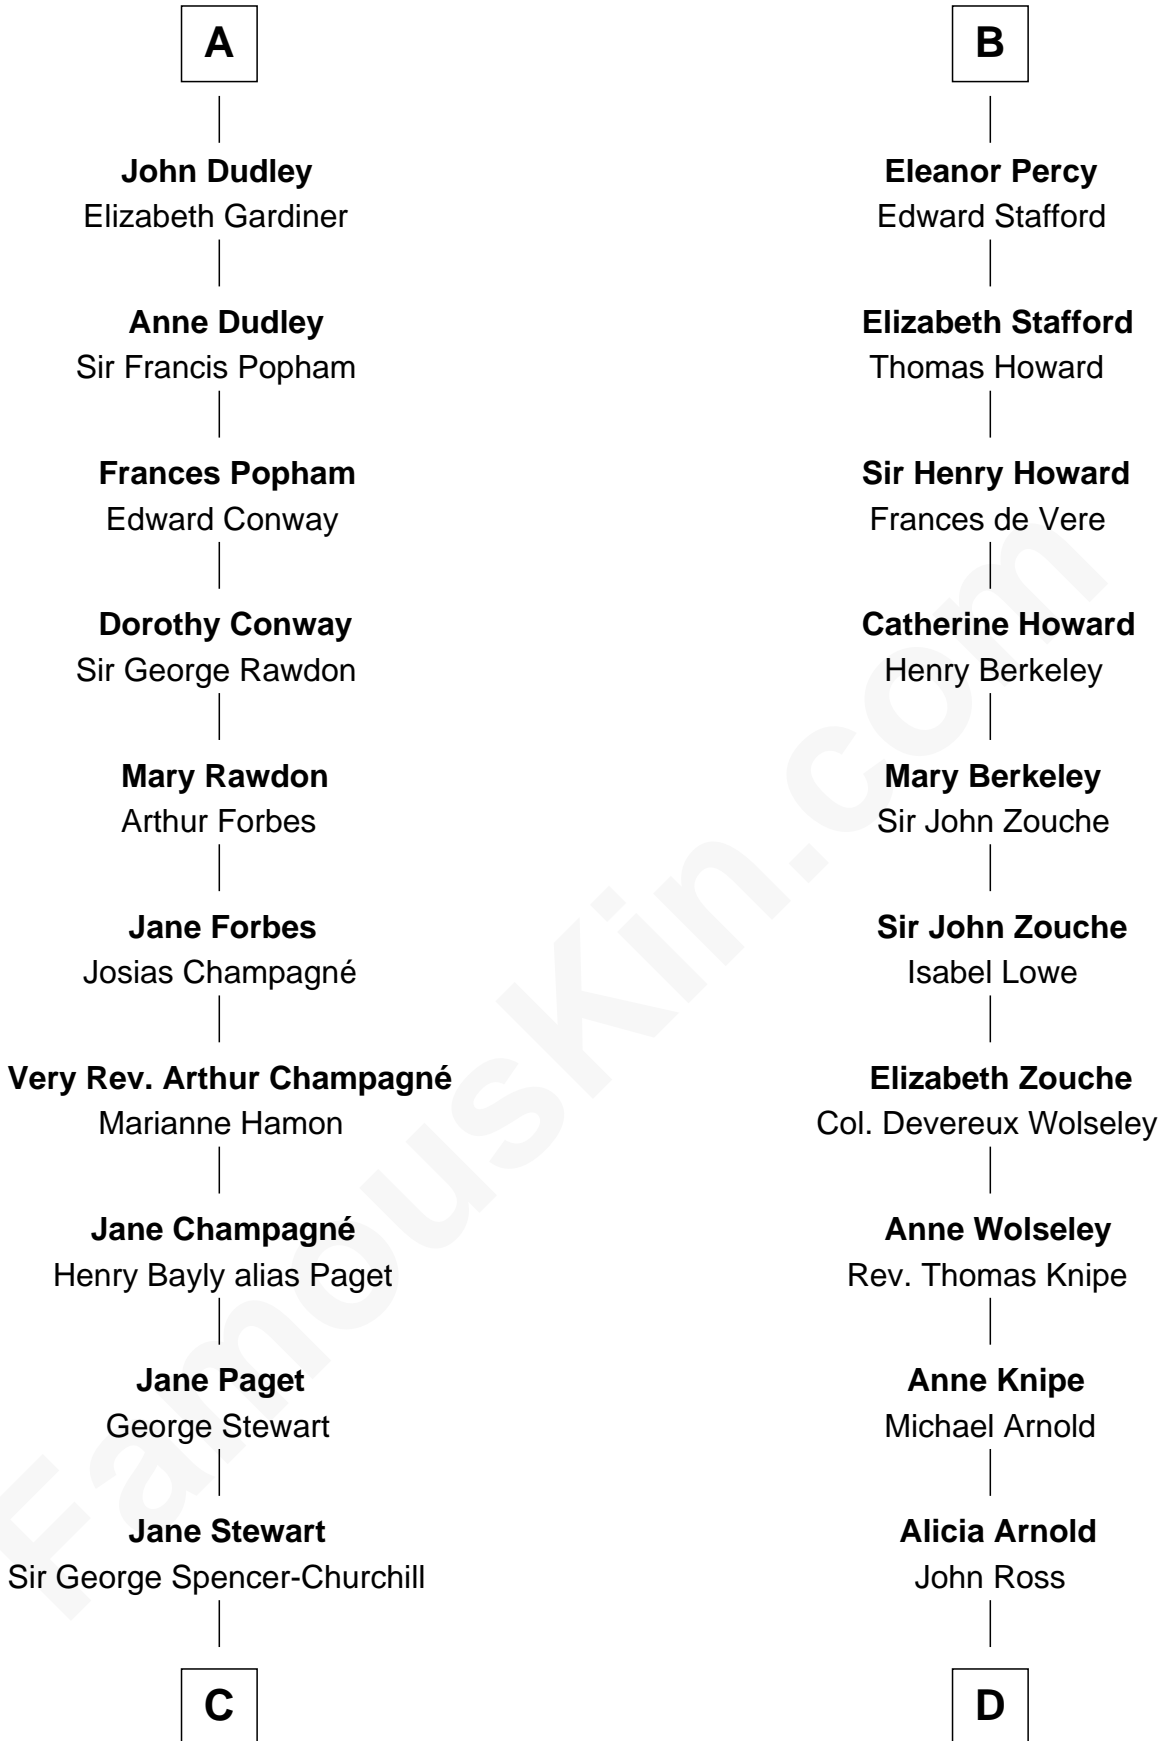 A
John Dudley
Elizabeth Gardiner
Anne Dudley
Sir Francis Popham
Frances Popham
Edward Conway
Dorothy Conway
Sir George Rawdon
Mary Rawdon
Arthur Forbes
Jane Forbes
Josias Champagné
Very Rev. Arthur Champagné
Marianne Hamon
Jane Champagné
Henry Bayly alias Paget
Jane Paget
George Stewart
Jane Stewart
Sir George Spencer-Churchill
C
B
Eleanor Percy
Edward Stafford
Elizabeth Stafford
Thomas Howard
Sir Henry Howard
Frances de Vere
Catherine Howard
Henry Berkeley
Mary Berkeley
Sir John Zouche
Sir John Zouche
Isabel Lowe
Elizabeth Zouche
Col. Devereux Wolseley
Anne Wolseley
Rev. Thomas Knipe
Anne Knipe
Michael Arnold
Alicia Arnold
John Ross
D
FamousKin.com